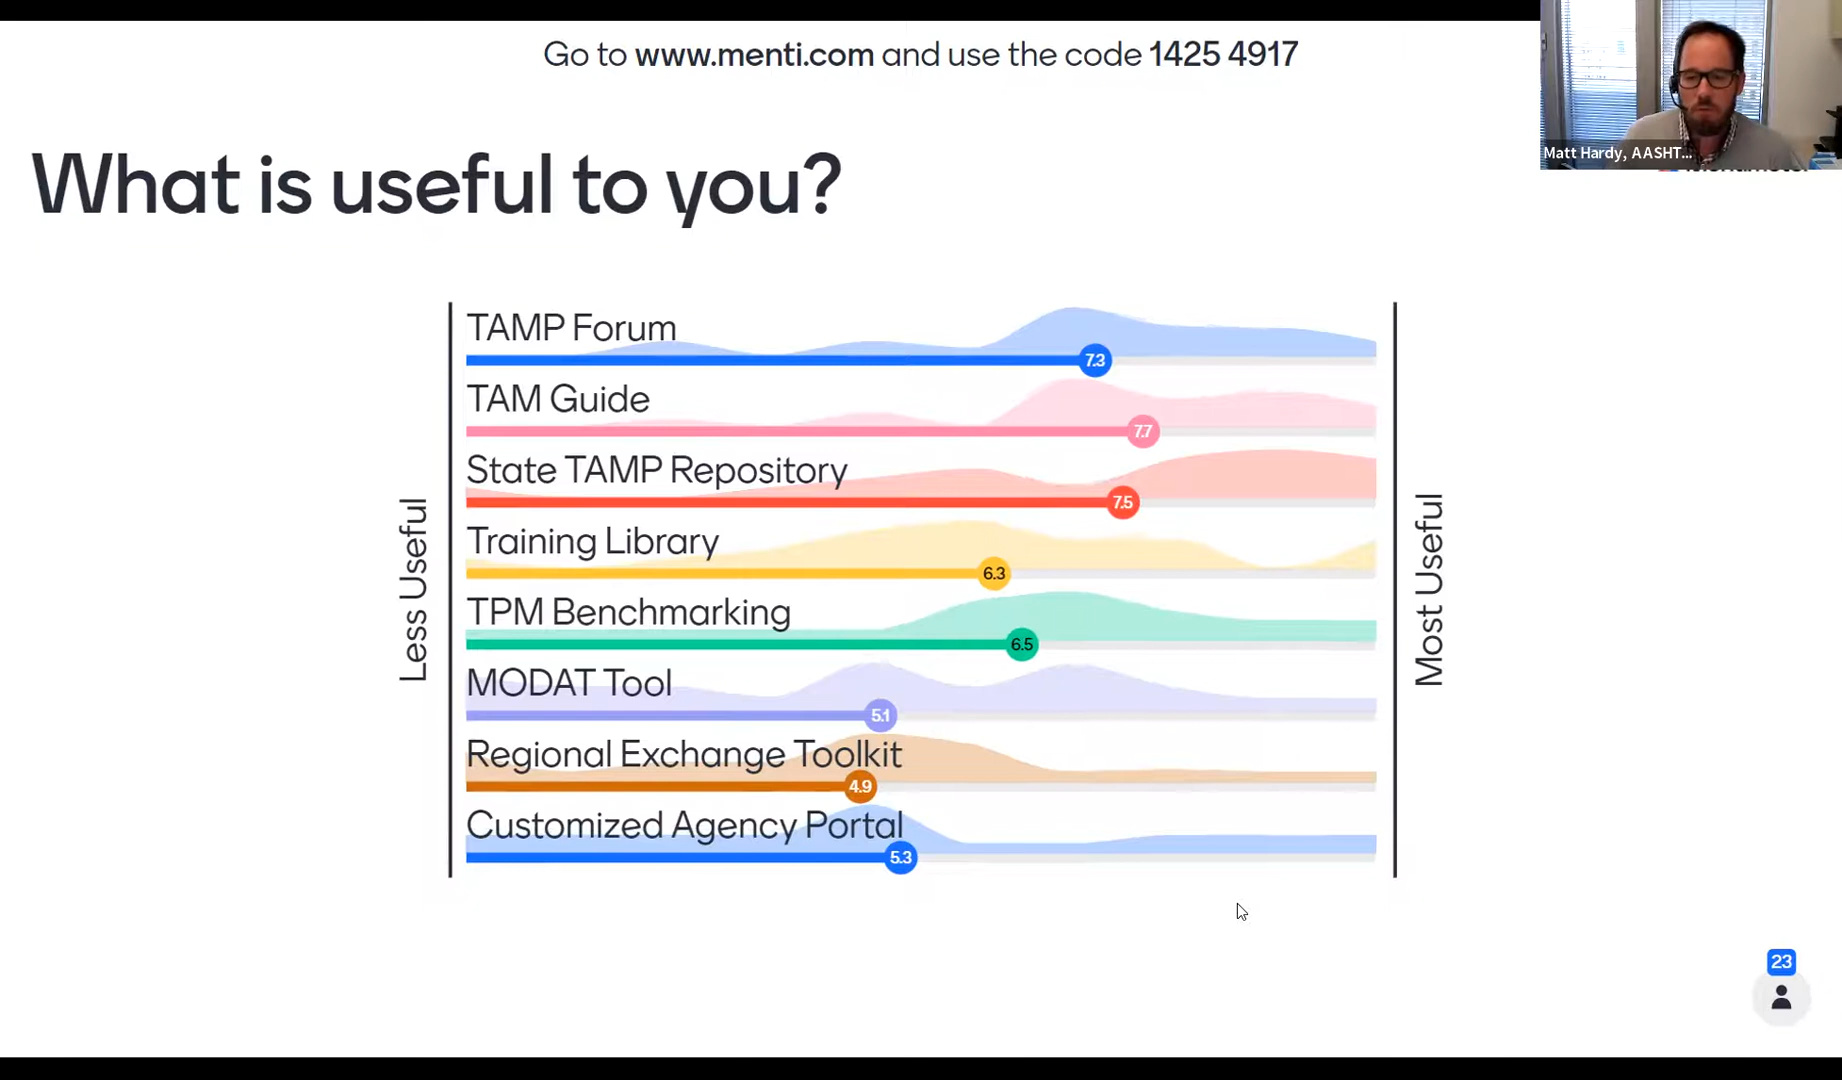 Go to www.menti.com and use the code 1425 4917
Matt Hardy, AASHT...
What is useful to you?
Less Useful
TAMP Forum
7.3
TAM Guide
7.7
State TAMP Repository
7.5
Training Library
6.3
TPM Benchmarking
6.5
MODAT Tool
5.1
Regional Exchange Toolkit
4.9
Customized Agency Portal
5.3
Most Useful
23